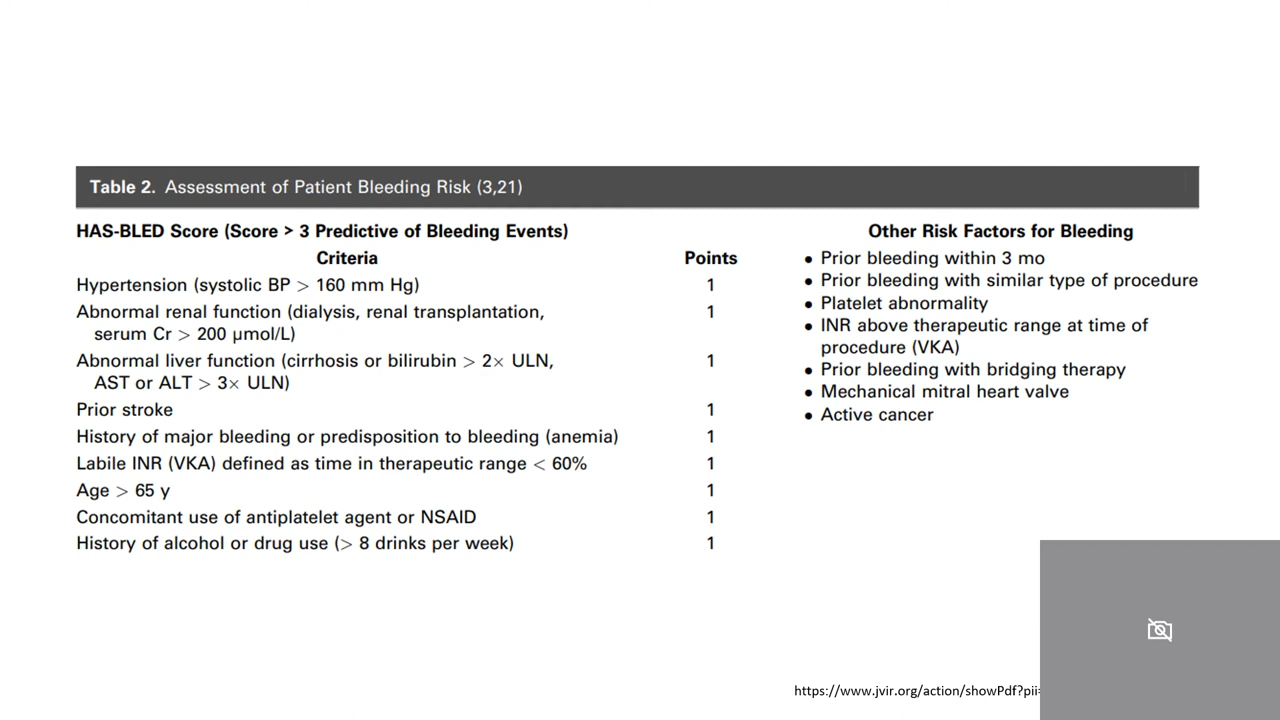 Table 2. Assessment of Patient Bleeding Risk (3,21)
HAS-BLED Score (Score > 3 Predictive of Bleeding Events)
Criteria Points
Hypertension (systolic BP > 160 mm Hg) 1
Abnormal renal function (dialysis, renal transplantation, 1
serum Cr > 200 μmol/L)
Abnormal liver function (cirrhosis or bilirubin > 2× ULN, 1
AST or ALT > 3× ULN)
Prior stroke 1
History of major bleeding or predisposition to bleeding (anemia) 1
Labile INR (VKA) defined as time in therapeutic range < 60% 1
Age > 65 y 1
Concomitant use of antiplatelet agent or NSAID 1
History of alcohol or drug use (> 8 drinks per week) 1
Other Risk Factors for Bleeding
• Prior bleeding within 3 mo
• Prior bleeding with similar type of procedure
• Platelet abnormality
• INR above therapeutic range at time of
procedure (VKA)
• Prior bleeding with bridging therapy
• Mechanical mitral heart valve
• Active cancer
https://www.jvir.org/action/showPdf?pii=